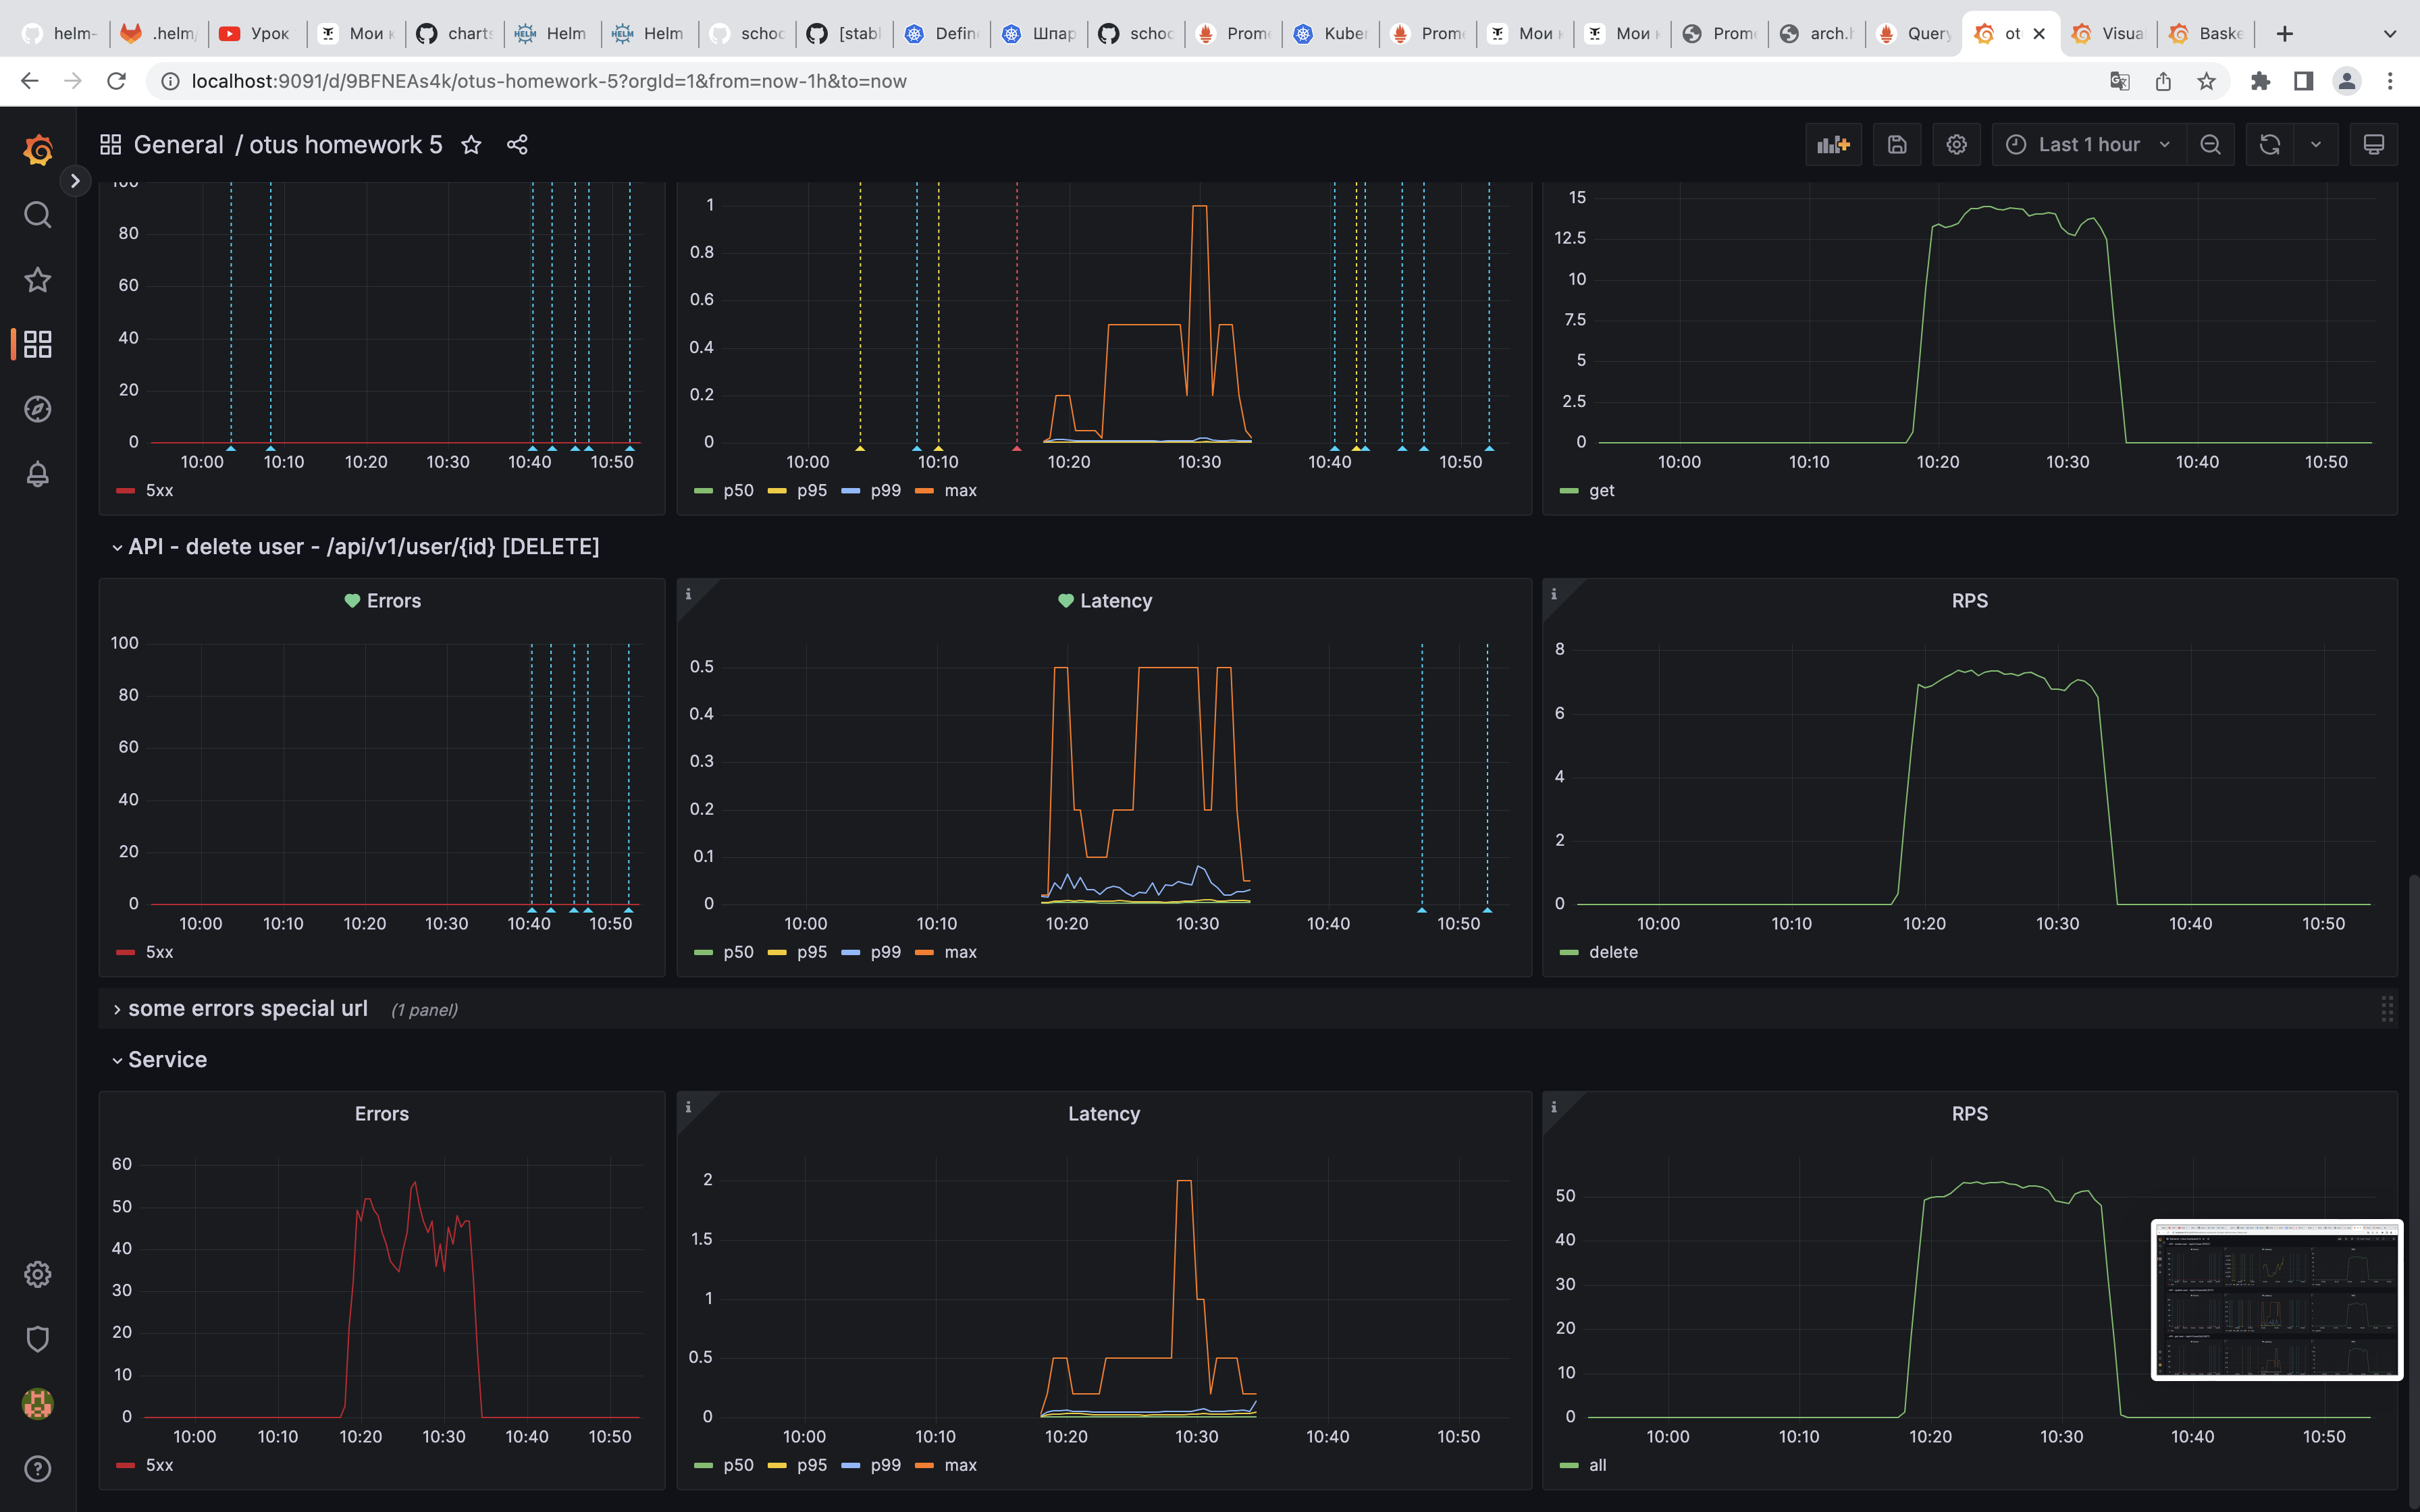 helm- .helm/ Урок Мои к charts Helm Helm schoo [stabl Defin Шпар schoo Prome Kuber Prome Мои к Мои к Prome arch.h Query ot Visua Baske
localhost:9091/d/9BFNEAs4k/otus-homework-5?orgId=1&from=now-1h&to=now
General / otus homework 5 Last 1 hour
100 80 60 40 20 0
10:00 10:10 10:20 10:30 10:40 10:50
5xx
1 0.8 0.6 0.4 0.2 0
10:00 10:10 10:20 10:30 10:40 10:50
p50 p95 p99 max
15 12.5 10 7.5 5 2.5 0
10:00 10:10 10:20 10:30 10:40 10:50
get
API - delete user - /api/v1/user/{id} [DELETE]
Errors
100 80 60 40 20 0
10:00 10:10 10:20 10:30 10:40 10:50
5xx
Latency
0.5 0.4 0.3 0.2 0.1 0
10:00 10:10 10:20 10:30 10:40 10:50
p50 p95 p99 max
RPS
8 6 4 2 0
10:00 10:10 10:20 10:30 10:40 10:50
delete
some errors special url (1 panel)
Service
Errors
60 50 40 30 20 10 0
10:00 10:10 10:20 10:30 10:40 10:50
5xx
Latency
2 1.5 1 0.5 0
10:00 10:10 10:20 10:30 10:40 10:50
p50 p95 p99 max
RPS
50 40 30 20 10 0
10:00 10:10 10:20 10:30 10:40 10:50
all